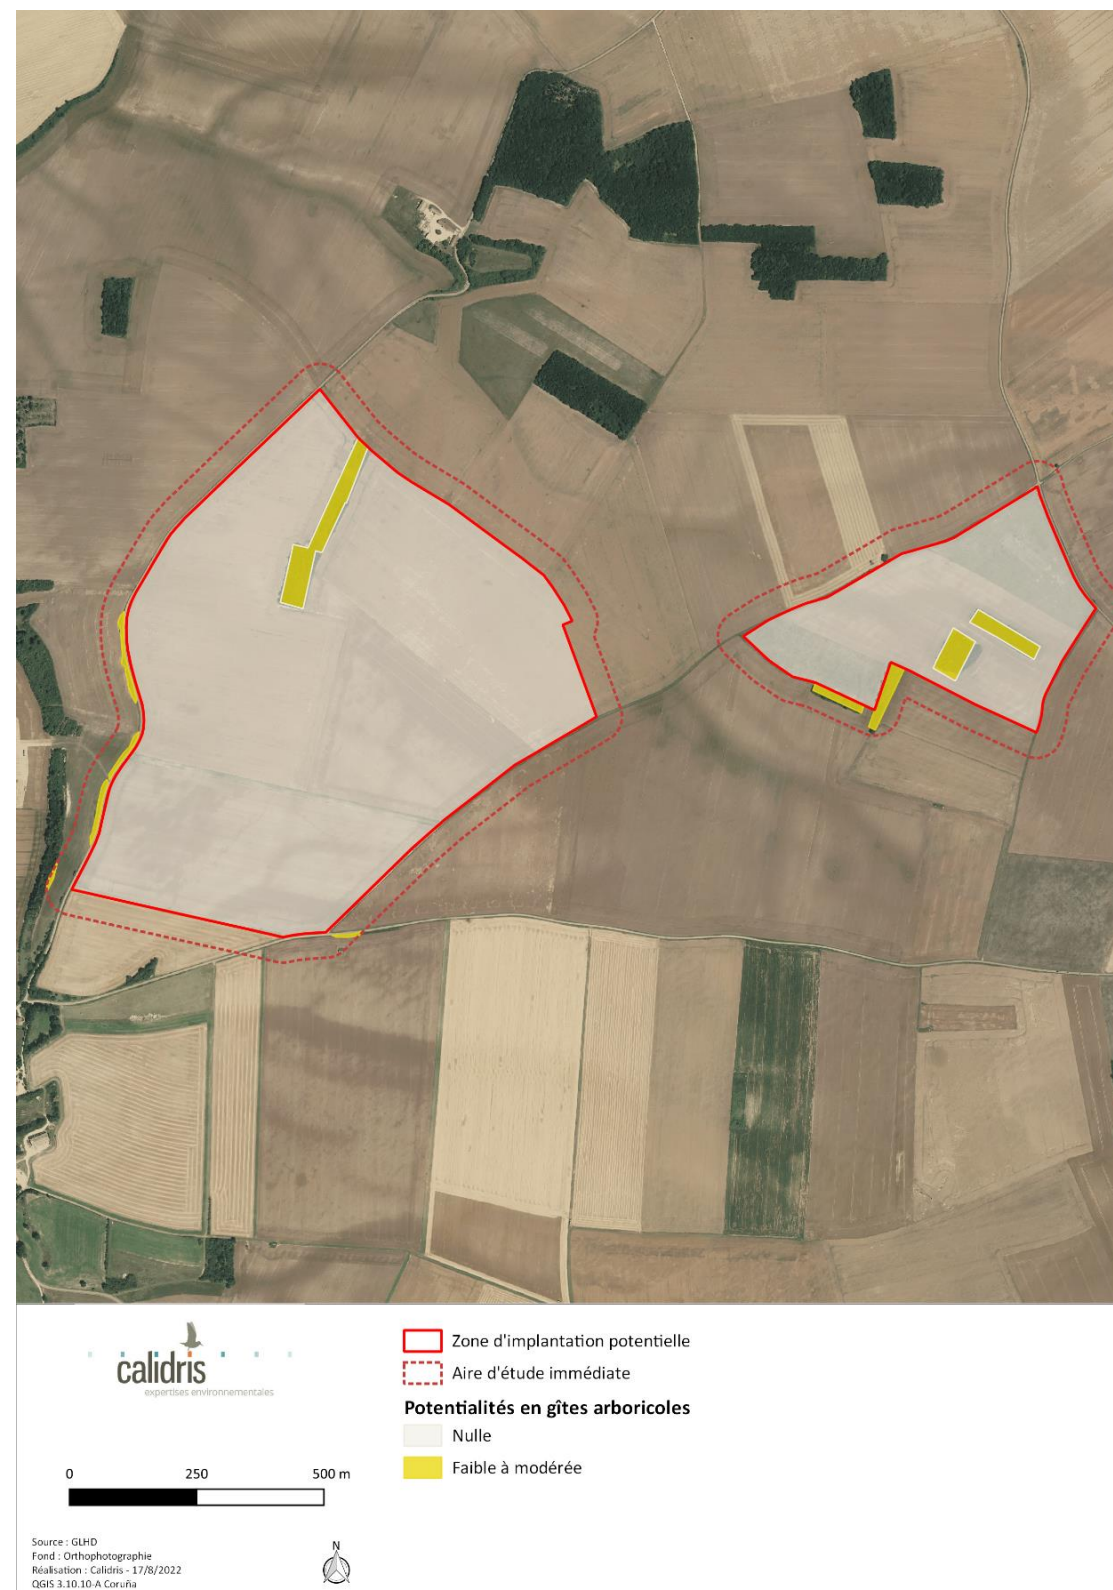 calidris
expertises environnementales
Zone d'implantation potentielle
Aire d'étude immédiate
Potentialités en gîtes arboricoles
Nulle
Faible à modérée
0 250 500 m
Source : GLHD
Fond : Orthophotographie
Réalisation : Calidris - 17/8/2022
QGIS 3.10.10-A Coruña
N